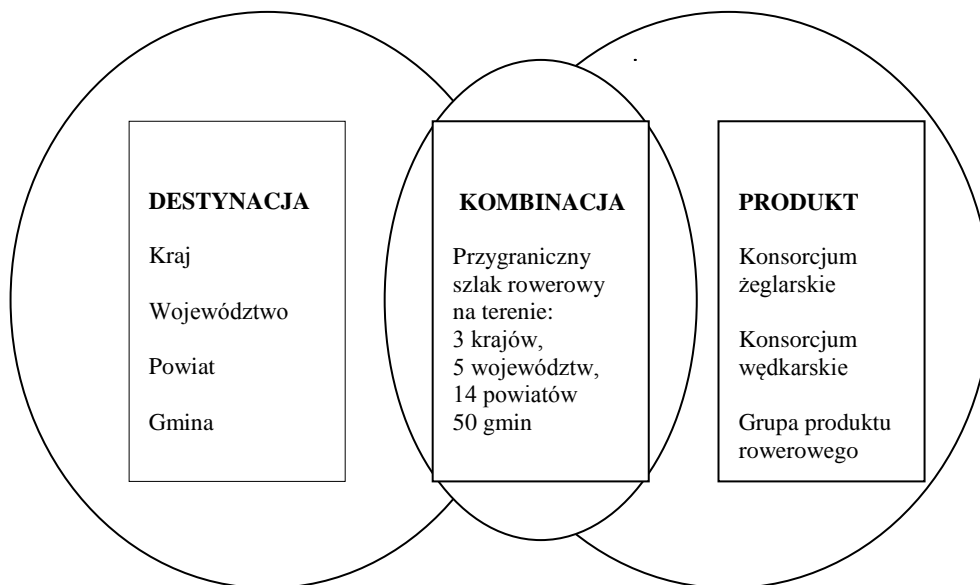 DESTYNACJA
Kraj
Województwo
Powiat
Gmina
KOMBINACJA
Przygraniczny
szlak rowerowy
na terenie:
3 krajów,
5 województw,
14 powiatów
50 gmin
PRODUKT
Konsorcjum
żeglarskie
Konsorcjum
wędkarskie
Grupa produktu
rowerowego